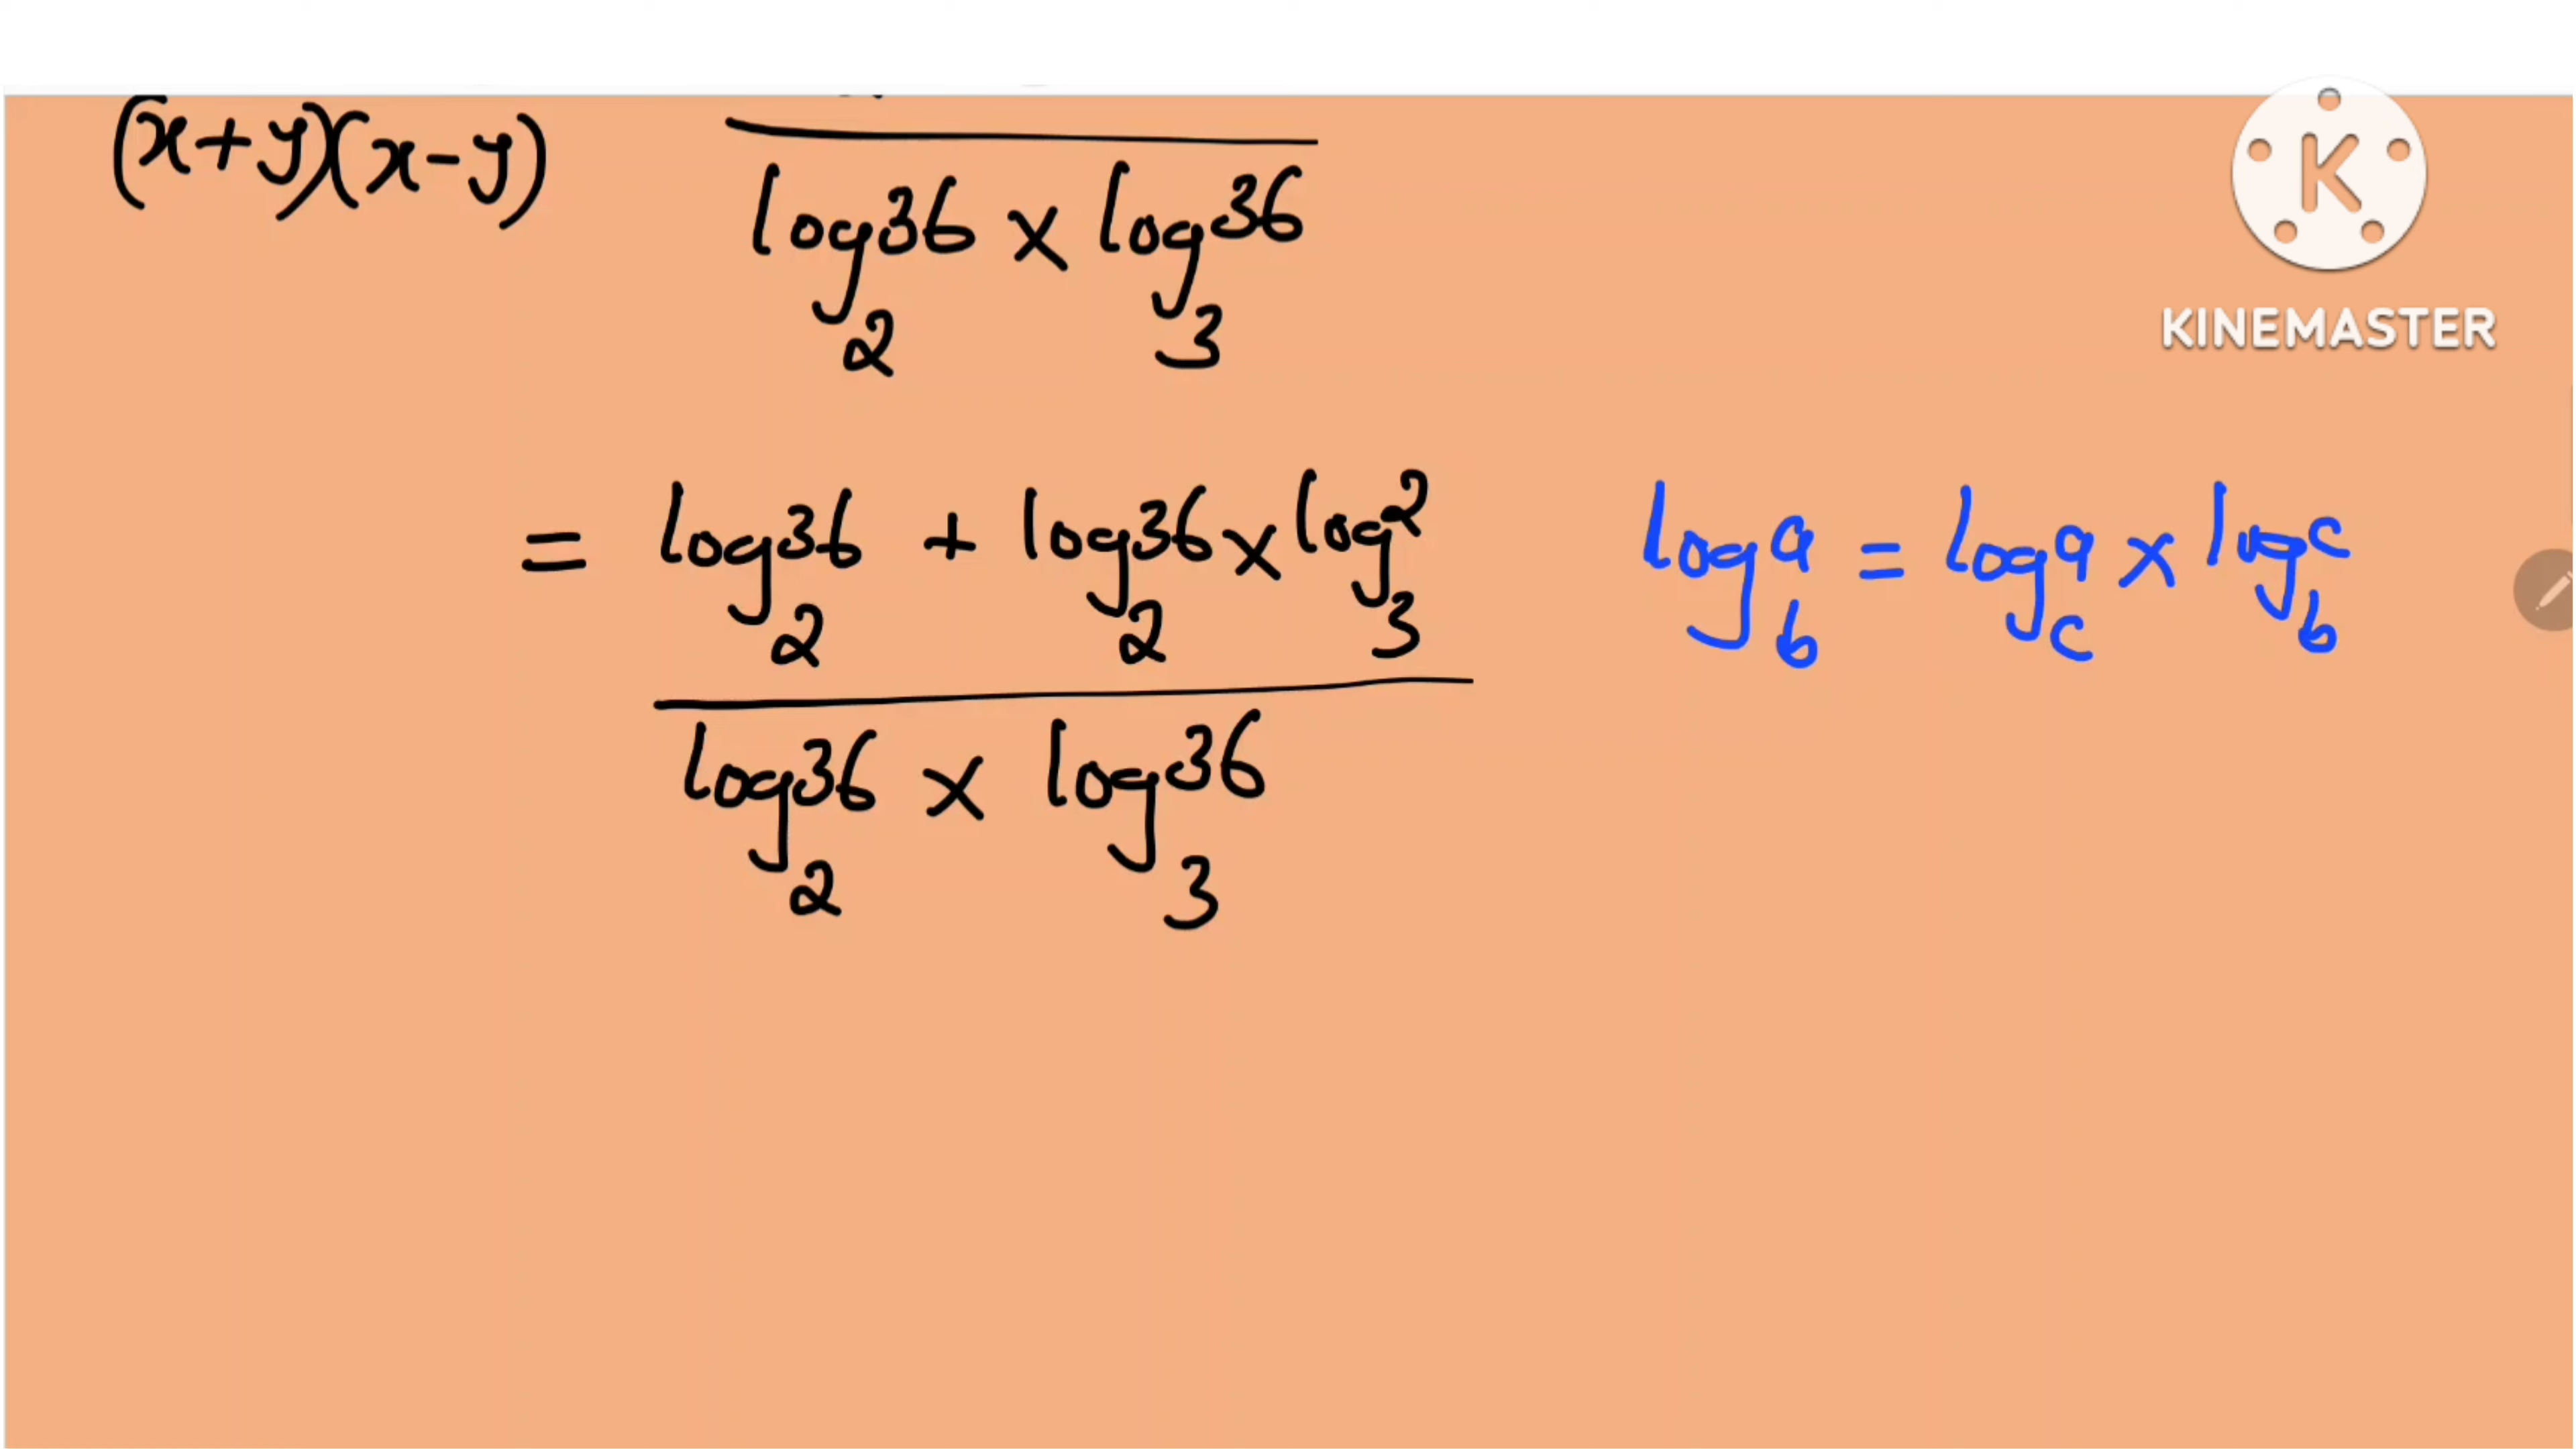 (x+y)(x-y)
log₂36 × log₃36
KINEMASTER
= log₂36 + log₂36 × log₃2
log_b a = log_c a × log_b c
log₂36 × log₃36